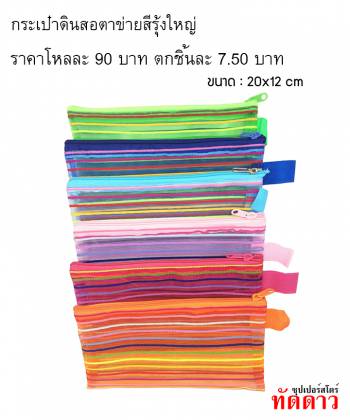 กระเป๋าดินสอตาข่ายสีรุ้งใหญ่
ราคาโหลละ 90 บาท ตกชิ้นละ 7.50 บาท
ขนาด : 20x12 cm
ซุปเปอร์สโตร์
ทัดดาว